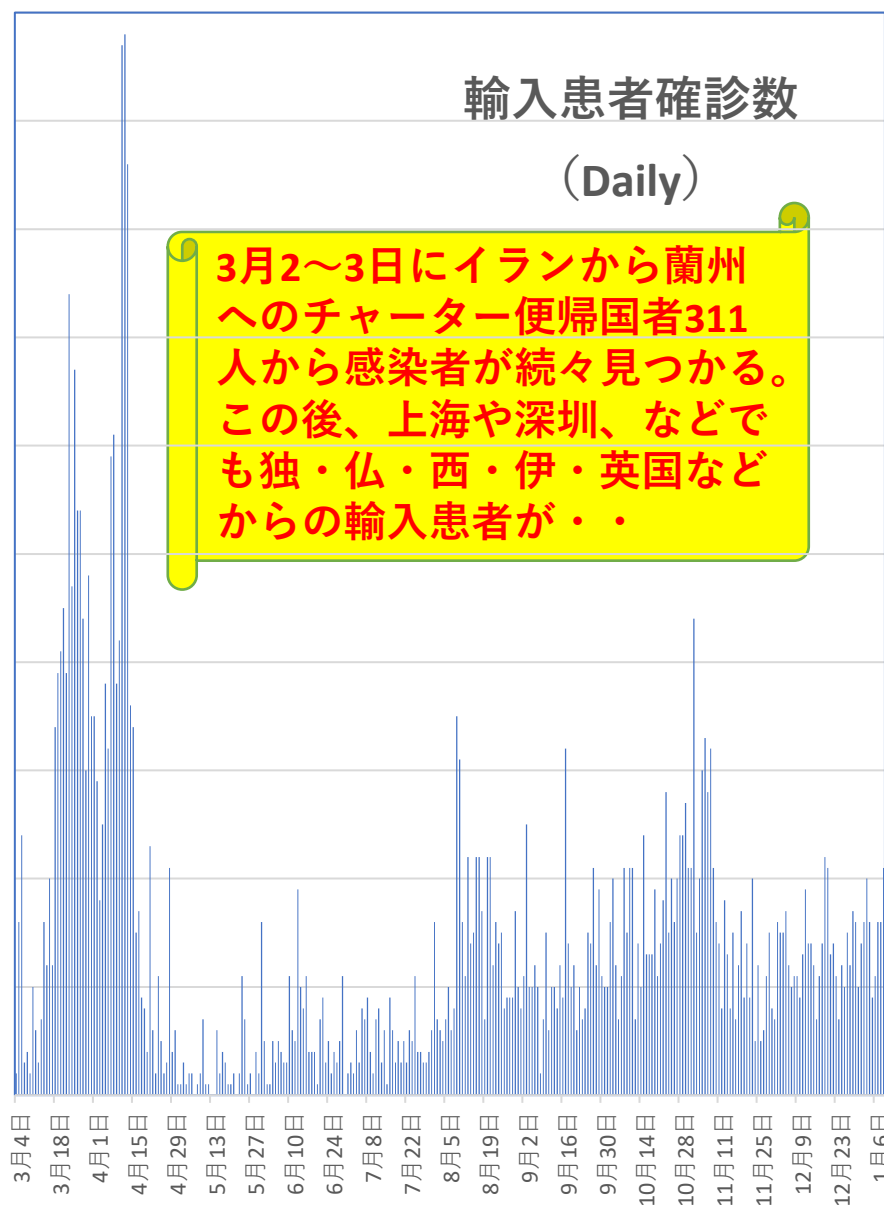 輸入患者確診数
（Daily）
3月2～3日にイランから蘭州
へのチャーター便帰国者311
人から感染者が続々見つかる。
この後、上海や深圳、などで
も独・仏・西・伊・英国など
からの輸入患者が・・
3月4日
3月18日
4月1日
4月15日
4月29日
5月13日
5月27日
6月10日
6月24日
7月8日
7月22日
8月5日
8月19日
9月2日
9月16日
9月30日
10月14日
10月28日
11月11日
11月25日
12月9日
12月23日
1月6日